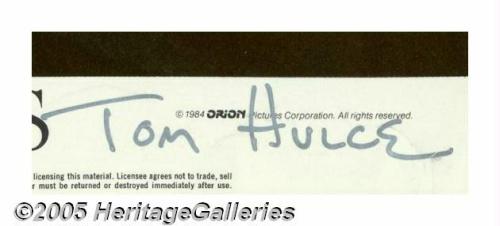 © 1984 ORION Pictures Corporation. All rights reserved.
Tom Hulce
licensing this material. Licensee agrees not to trade, sell
r must be returned or destroyed immediately after use.
©2005 HeritageGalleries